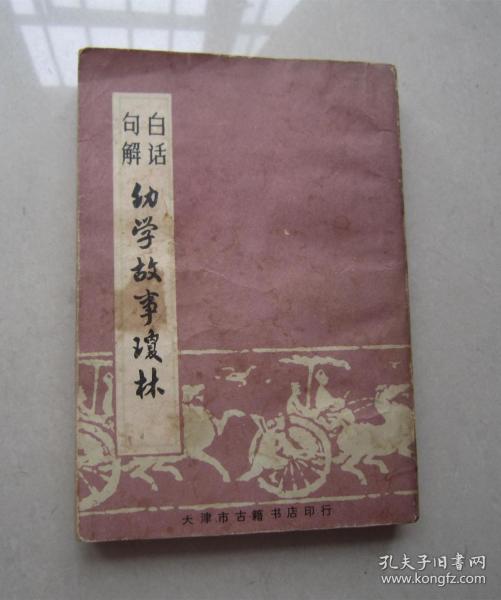 白话
句解
幼学故事琼林
天津市古籍书店印行
孔夫子旧书网
www.kongfz.com